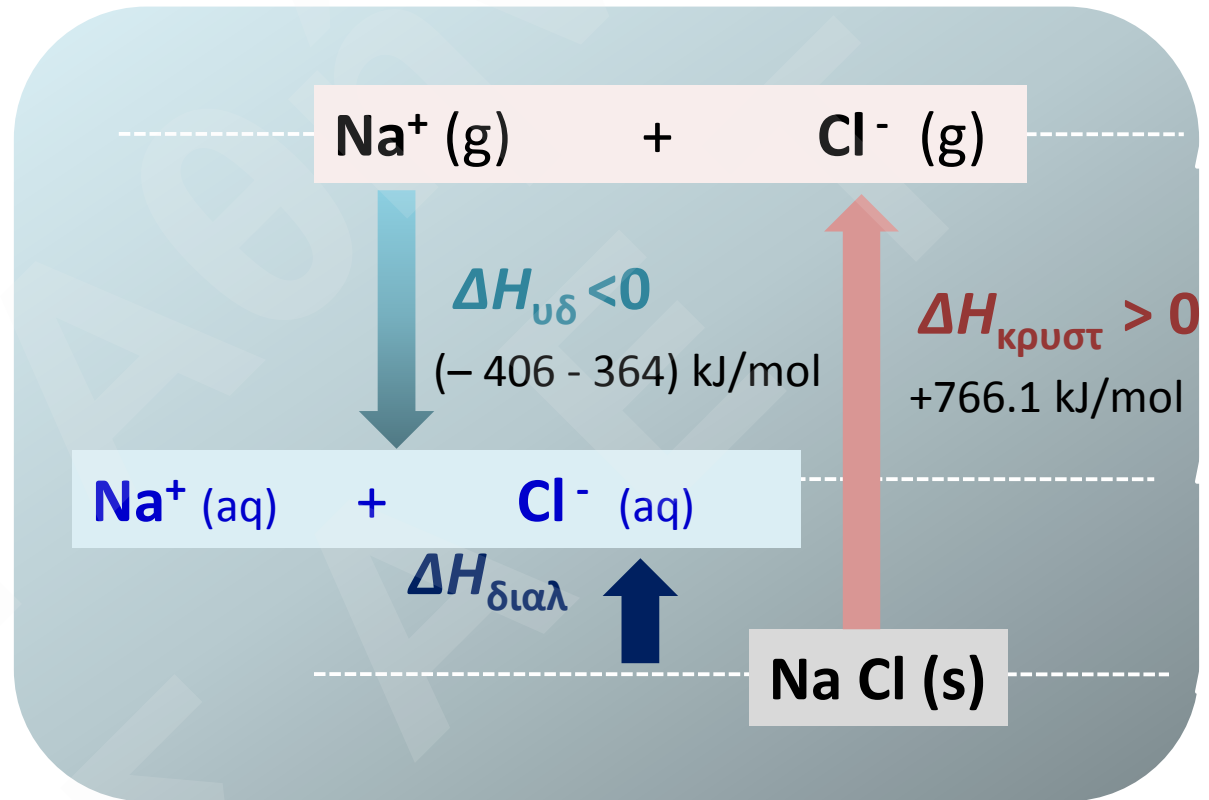 Na⁺ (g) + Cl⁻ (g)
ΔHυδ <0
(– 406 - 364) kJ/mol
ΔHκρυστ > 0
+766.1 kJ/mol
Na⁺ (aq) + Cl⁻ (aq)
ΔHδιαλ
Na Cl (s)